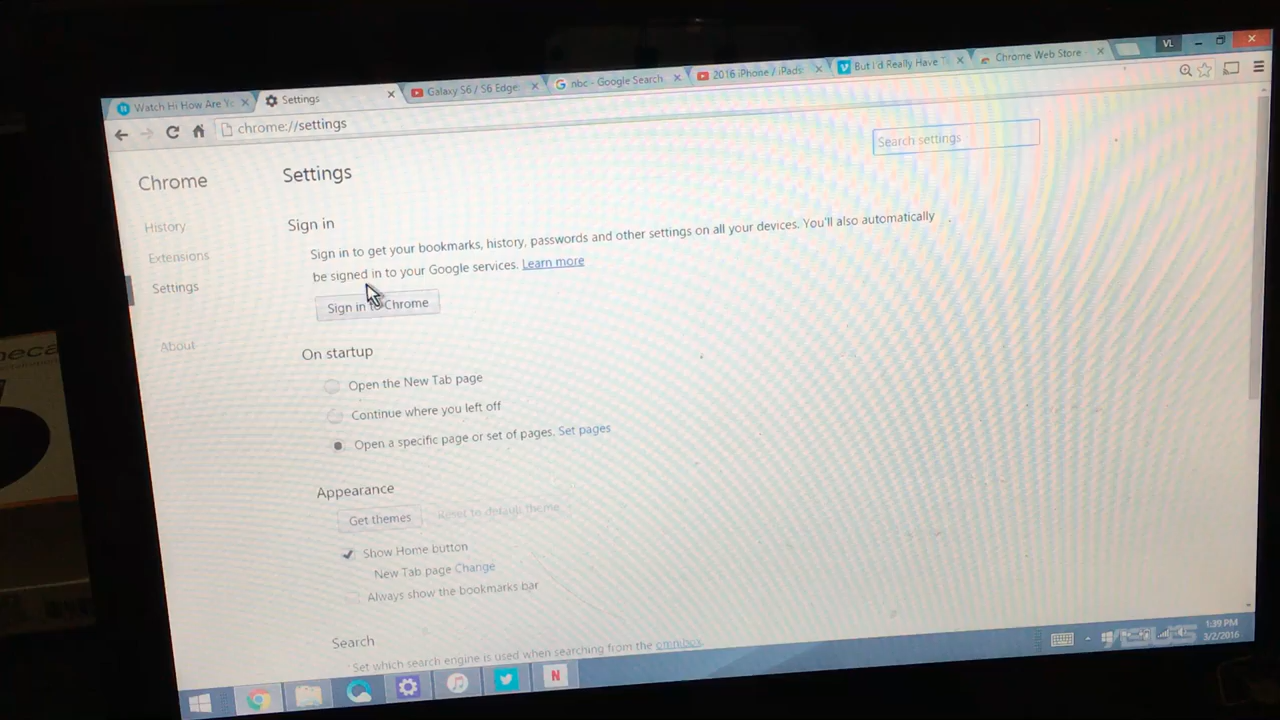 VL
Watch Hi How Are Yo
Settings
Galaxy S6 / S6 Edge:
nbc - Google Search
2016 iPhone / iPads:
But I'd Really Have T
Chrome Web Store -
chrome://settings
Search settings
Chrome
Settings
History
Extensions
Settings
About
Sign in
Sign in to get your bookmarks, history, passwords and other settings on all your devices. You'll also automatically
be signed in to your Google services. Learn more
Sign in to Chrome
On startup
Open the New Tab page
Continue where you left off
Open a specific page or set of pages. Set pages
Appearance
Get themes
Reset to default theme
Show Home button
New Tab page Change
Always show the bookmarks bar
Search
Set which search engine is used when searching from the omnibox.
N
1:39 PM
3/2/2016
ASUS